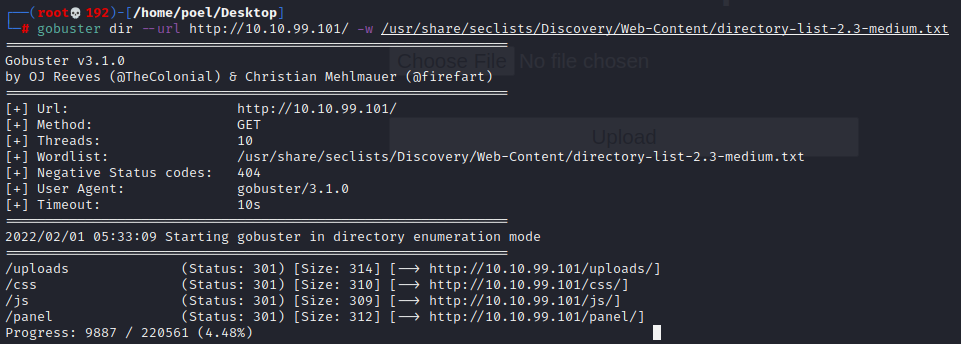 ┌──(root💀192)-[/home/poel/Desktop]
└─# gobuster dir --url http://10.10.99.101/ -w /usr/share/seclists/Discovery/Web-Content/directory-list-2.3-medium.txt
===============================================================
Gobuster v3.1.0
Choose File No file chosen
by OJ Reeves (@TheColonial) & Christian Mehlmauer (@firefart)
===============================================================
[+] Url:                     http://10.10.99.101/
[+] Method:                  GET
[+] Threads:                 10
Upload
[+] Wordlist:                /usr/share/seclists/Discovery/Web-Content/directory-list-2.3-medium.txt
[+] Negative Status codes:   404
[+] User Agent:              gobuster/3.1.0
[+] Timeout:                 10s
===============================================================
2022/02/01 05:33:09 Starting gobuster in directory enumeration mode
===============================================================
/uploads              (Status: 301) [Size: 314] [--> http://10.10.99.101/uploads/]
/css                  (Status: 301) [Size: 310] [--> http://10.10.99.101/css/]
/js                   (Status: 301) [Size: 309] [--> http://10.10.99.101/js/]
/panel                (Status: 301) [Size: 312] [--> http://10.10.99.101/panel/]
Progress: 9887 / 220561 (4.48%)